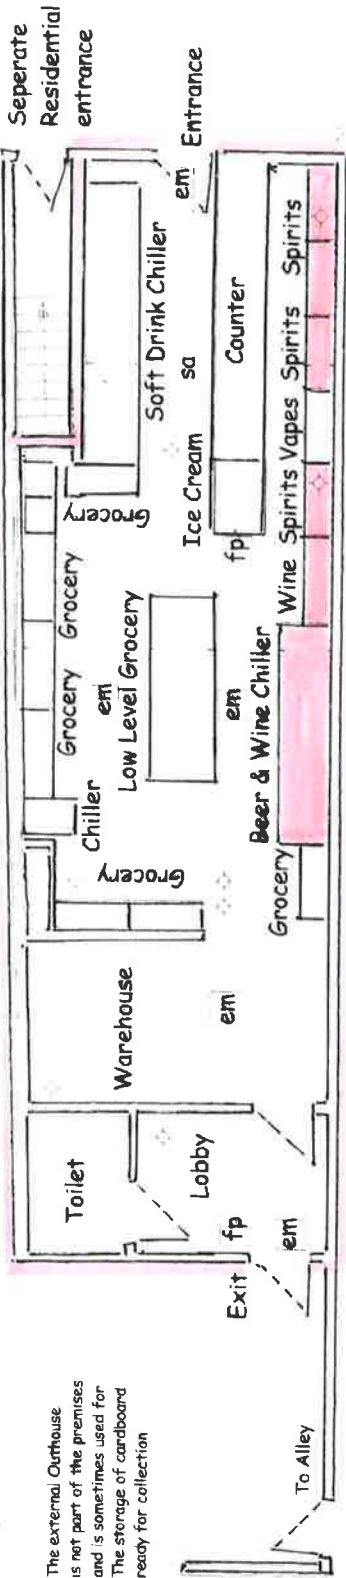 Seperate
Residential
entrance
Entrance
em
Soft Drink Chiller
sa
Counter
Ice Cream
fp
Grocery
Grocery
Grocery
em
Low Level Grocery
em
Chiller
Grocery
Spirits
Spirits
Vapes
Spirits
Wine
Beer & Wine Chiller
Grocery
Warehouse
em
Toilet
Lobby
fp
em
Exit
To Alley
The external Outhouse
is not part of the premises
and is sometimes used for
The storage of cardboard
ready for collection